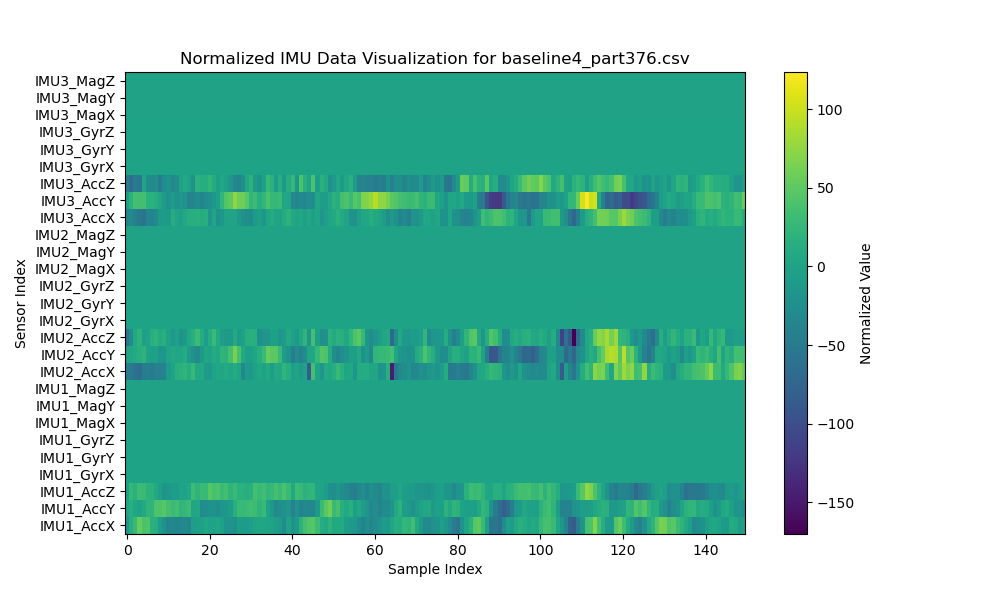 Normalized IMU Data Visualization for baseline4_part376.csv
Sensor Index
IMU3_MagZ
IMU3_MagY
IMU3_MagX
IMU3_GyrZ
IMU3_GyrY
IMU3_GyrX
IMU3_AccZ
IMU3_AccY
IMU3_AccX
IMU2_MagZ
IMU2_MagY
IMU2_MagX
IMU2_GyrZ
IMU2_GyrY
IMU2_GyrX
IMU2_AccZ
IMU2_AccY
IMU2_AccX
IMU1_MagZ
IMU1_MagY
IMU1_MagX
IMU1_GyrZ
IMU1_GyrY
IMU1_GyrX
IMU1_AccZ
IMU1_AccY
IMU1_AccX
0 20 40 60 80 100 120 140
Sample Index
100
50
0
−50
−100
−150
Normalized Value